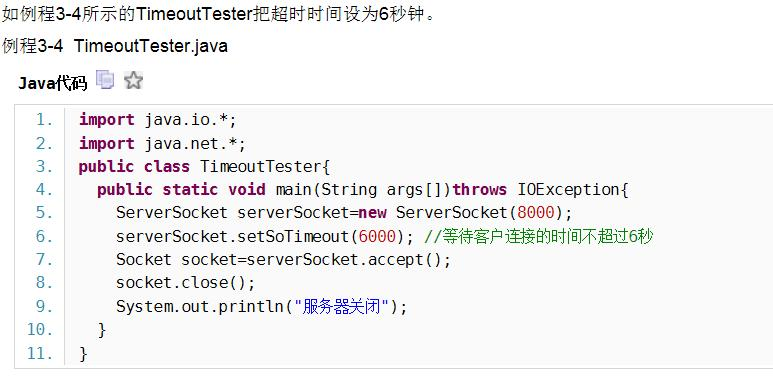 如例程3-4所示的TimeoutTester把超时时间设为6秒钟。
例程3-4  TimeoutTester.java
Java代码
1. import java.io.*;
2. import java.net.*;
3. public class TimeoutTester{
4.   public static void main(String args[])throws IOException{
5.     ServerSocket serverSocket=new ServerSocket(8000);
6.     serverSocket.setSoTimeout(6000); //等待客户连接的时间不超过6秒
7.     Socket socket=serverSocket.accept();
8.     socket.close();
9.     System.out.println("服务器关闭");
10.   }
11. }